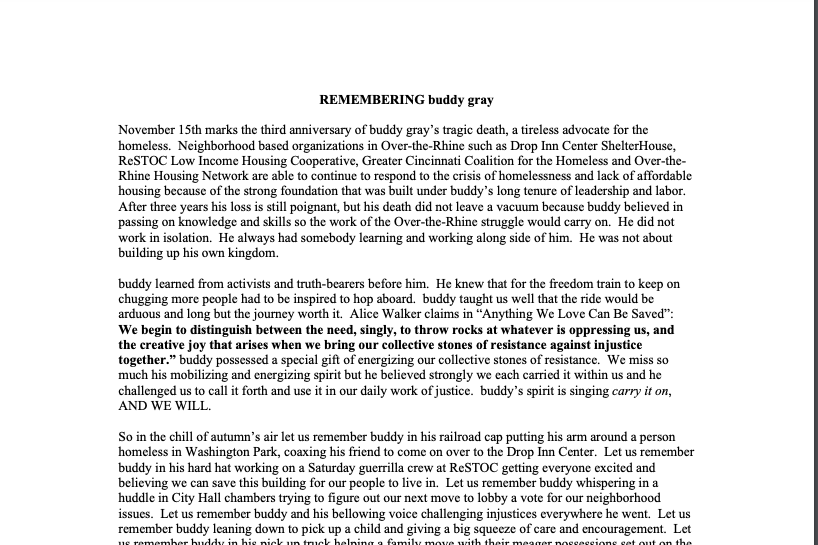 REMEMBERING buddy gray
November 15th marks the third anniversary of buddy gray's tragic death, a tireless advocate for the
homeless.  Neighborhood based organizations in Over-the-Rhine such as Drop Inn Center ShelterHouse,
ReSTOC Low Income Housing Cooperative, Greater Cincinnati Coalition for the Homeless and Over-the-
Rhine Housing Network are able to continue to respond to the crisis of homelessness and lack of affordable
housing because of the strong foundation that was built under buddy's long tenure of leadership and labor.
After three years his loss is still poignant, but his death did not leave a vacuum because buddy believed in
passing on knowledge and skills so the work of the Over-the-Rhine struggle would carry on.  He did not
work in isolation.  He always had somebody learning and working along side of him.  He was not about
building up his own kingdom.
buddy learned from activists and truth-bearers before him.  He knew that for the freedom train to keep on
chugging more people had to be inspired to hop aboard.  buddy taught us well that the ride would be
arduous and long but the journey worth it.  Alice Walker claims in “Anything We Love Can Be Saved”:
We begin to distinguish between the need, singly, to throw rocks at whatever is oppressing us, and
the creative joy that arises when we bring our collective stones of resistance against injustice
together.” buddy possessed a special gift of energizing our collective stones of resistance.  We miss so
much his mobilizing and energizing spirit but he believed strongly we each carried it within us and he
challenged us to call it forth and use it in our daily work of justice.  buddy's spirit is singing carry it on,
AND WE WILL.
So in the chill of autumn's air let us remember buddy in his railroad cap putting his arm around a person
homeless in Washington Park, coaxing his friend to come on over to the Drop Inn Center.  Let us remember
buddy in his hard hat working on a Saturday guerrilla crew at ReSTOC getting everyone excited and
believing we can save this building for our people to live in.  Let us remember buddy whispering in a
huddle in City Hall chambers trying to figure out our next move to lobby a vote for our neighborhood
issues.  Let us remember buddy and his bellowing voice challenging injustices everywhere he went.  Let us
remember buddy leaning down to pick up a child and giving a big squeeze of care and encouragement.  Let
us remember buddy in his pick up truck helping a family move with their meager possessions set out on the